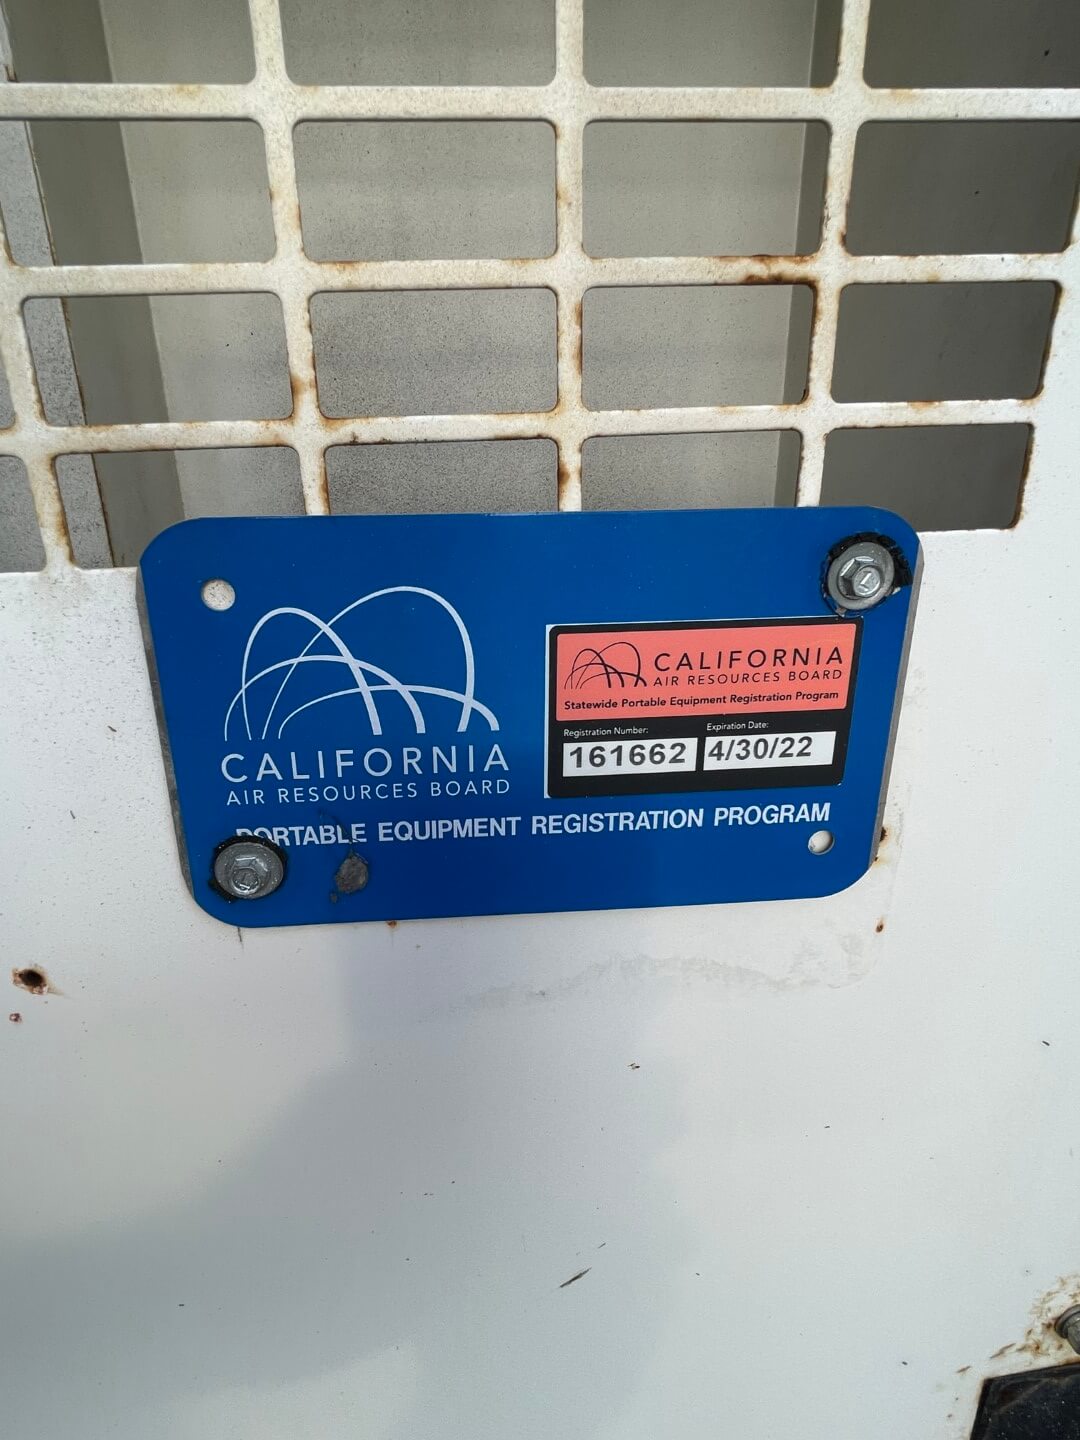 CALIFORNIA
AIR RESOURCES BOARD
CALIFORNIA
AIR RESOURCES BOARD
Statewide Portable Equipment Registration Program
Registration Number:
161662
Expiration Date:
4/30/22
PORTABLE EQUIPMENT REGISTRATION PROGRAM